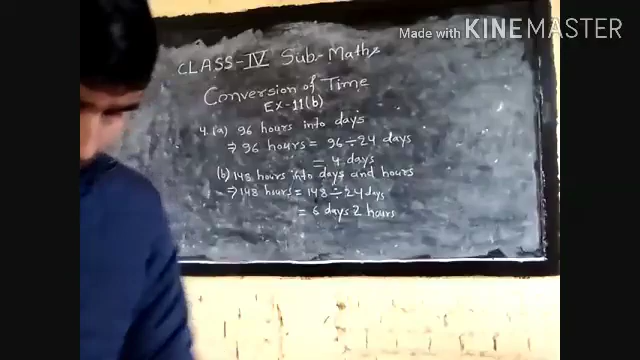 Made with KINEMASTER
CLASS-IV Sub.- Maths
Conversion of Time
Ex-11(b)
4. (a) 96 hours into days
⇒ 96 hours = 96 ÷ 24 days
= 4 days
(b) 148 hours into days and hours
⇒ 148 hours = 148 ÷ 24 days
= 6 days 2 hours